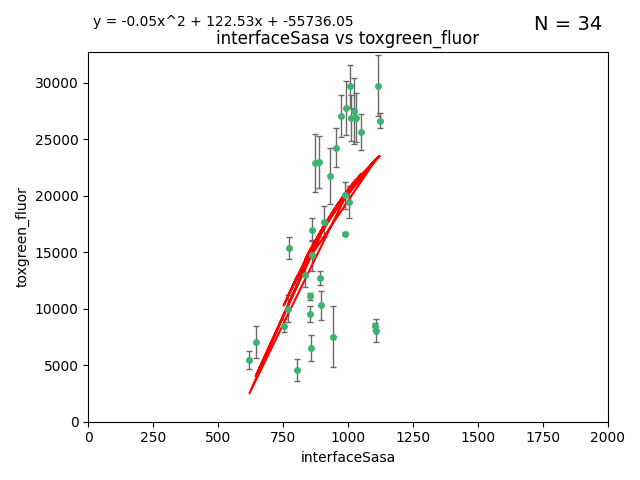 y = -0.05x^2 + 122.53x + -55736.05
N = 34
interfaceSasa vs toxgreen_fluor
toxgreen_fluor
30000
25000
20000
15000
10000
5000
0
0 250 500 750 1000 1250 1500 1750 2000
interfaceSasa